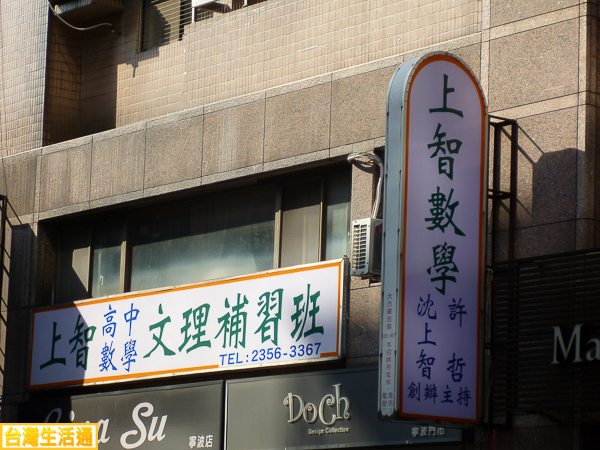 上智高中數學文理補習班
TEL:2356-3367
上智數學
沈上智創辦
許哲主持
Su
寧波店
DoCh
Design Collection
寧波門市
Ma
台灣生活通